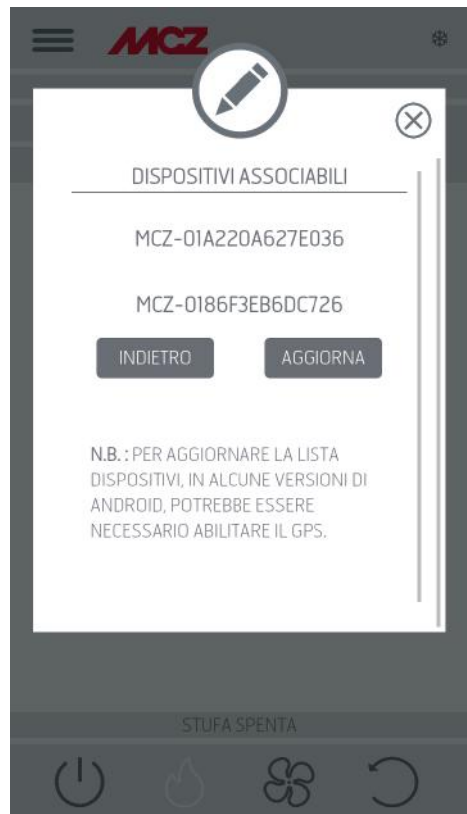 MCZ
DISPOSITIVI ASSOCIABILI
MCZ-01A220A627E036
MCZ-0186F3EB6DC726
INDIETRO
AGGIORNA
N.B. : PER AGGIORNARE LA LISTA
DISPOSITIVI, IN ALCUNE VERSIONI DI
ANDROID, POTREBBE ESSERE
NECESSARIO ABILITARE IL GPS.
STUFA SPENTA